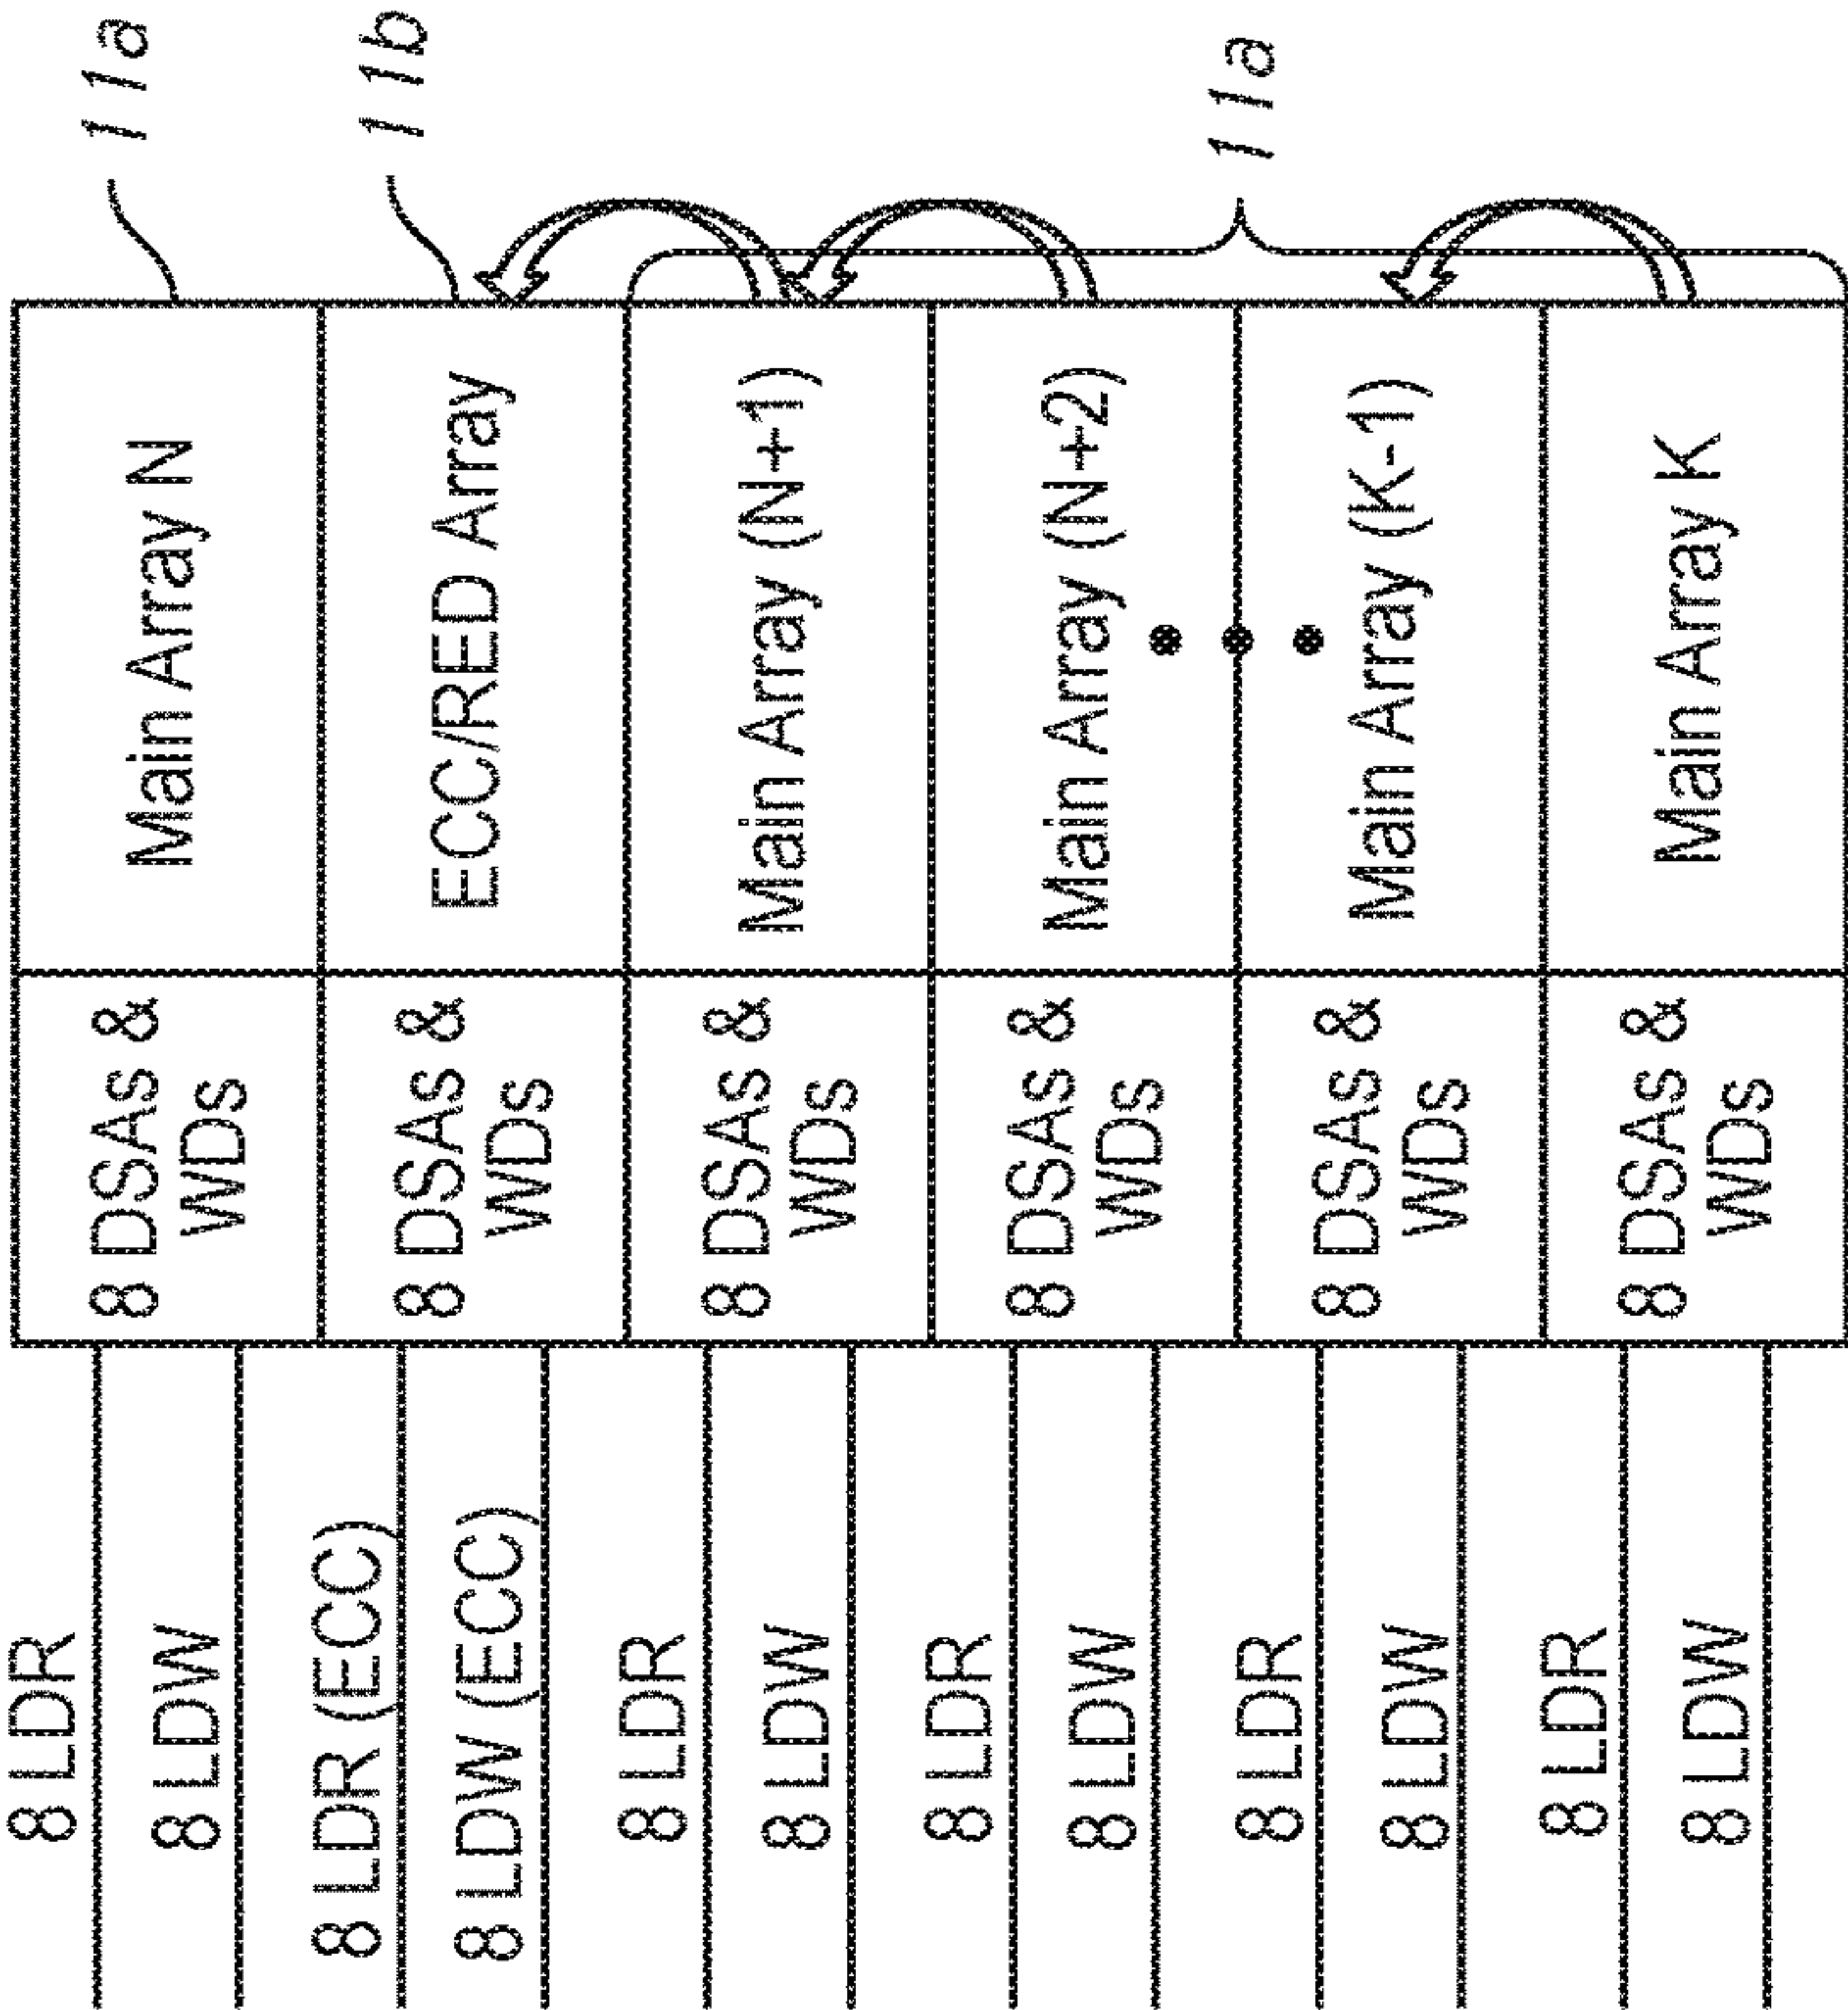 11a
11b
11a
Main Array N
ECC/RED Array
Main Array (N+1)
Main Array (N+2)
Main Array (K-1)
Main Array K
8 DSAs &
WDs
8 DSAs &
WDs
8 DSAs &
WDs
8 DSAs &
WDs
8 DSAs &
WDs
8 DSAs &
WDs
8 LDR
8 LDW
8 LDR (ECC)
8 LDW (ECC)
8 LDR
8 LDW
8 LDR
8 LDW
8 LDR
8 LDW
8 LDR
8 LDW